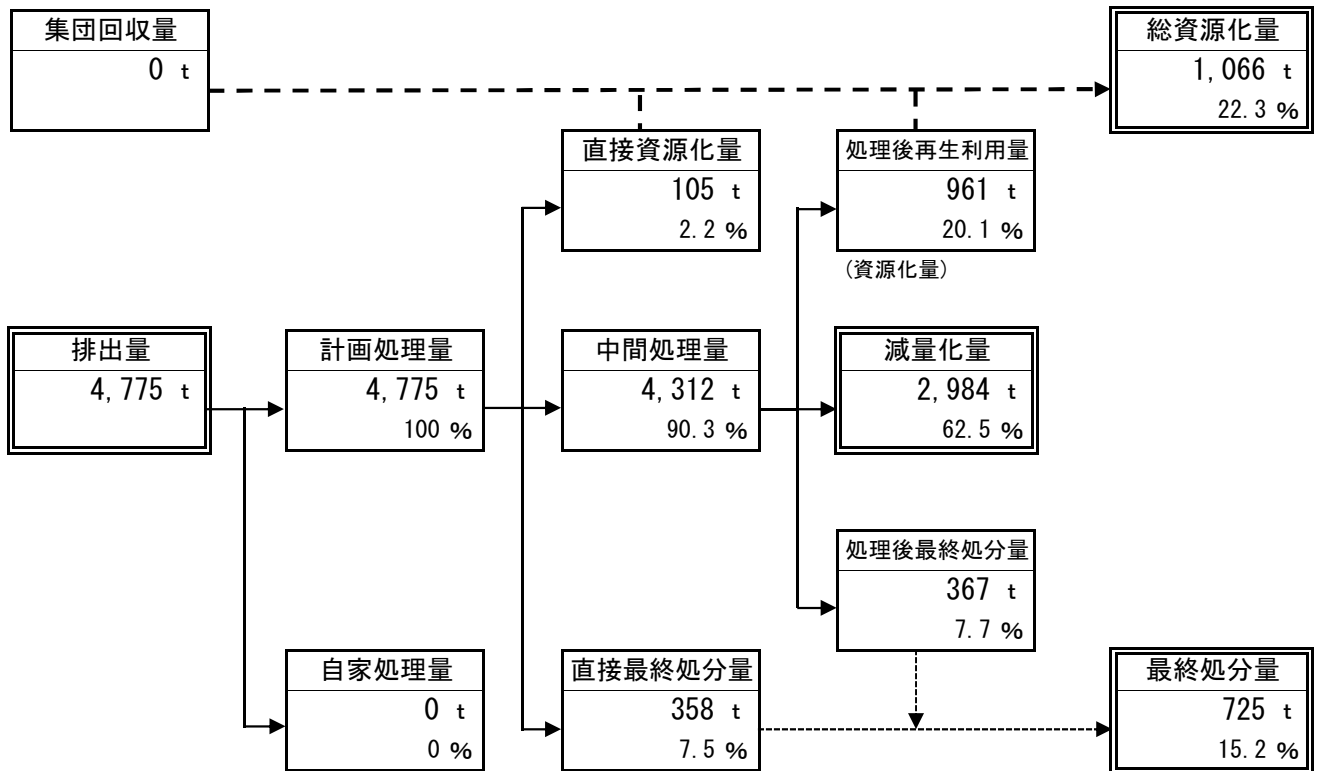 集団回収量
0 t
総資源化量
1,066 t
22.3 %
直接資源化量
105 t
2.2 %
処理後再生利用量
961 t
20.1 %
(資源化量)
排出量
4,775 t
計画処理量
4,775 t
100 %
中間処理量
4,312 t
90.3 %
減量化量
2,984 t
62.5 %
処理後最終処分量
367 t
7.7 %
自家処理量
0 t
0 %
直接最終処分量
358 t
7.5 %
最終処分量
725 t
15.2 %